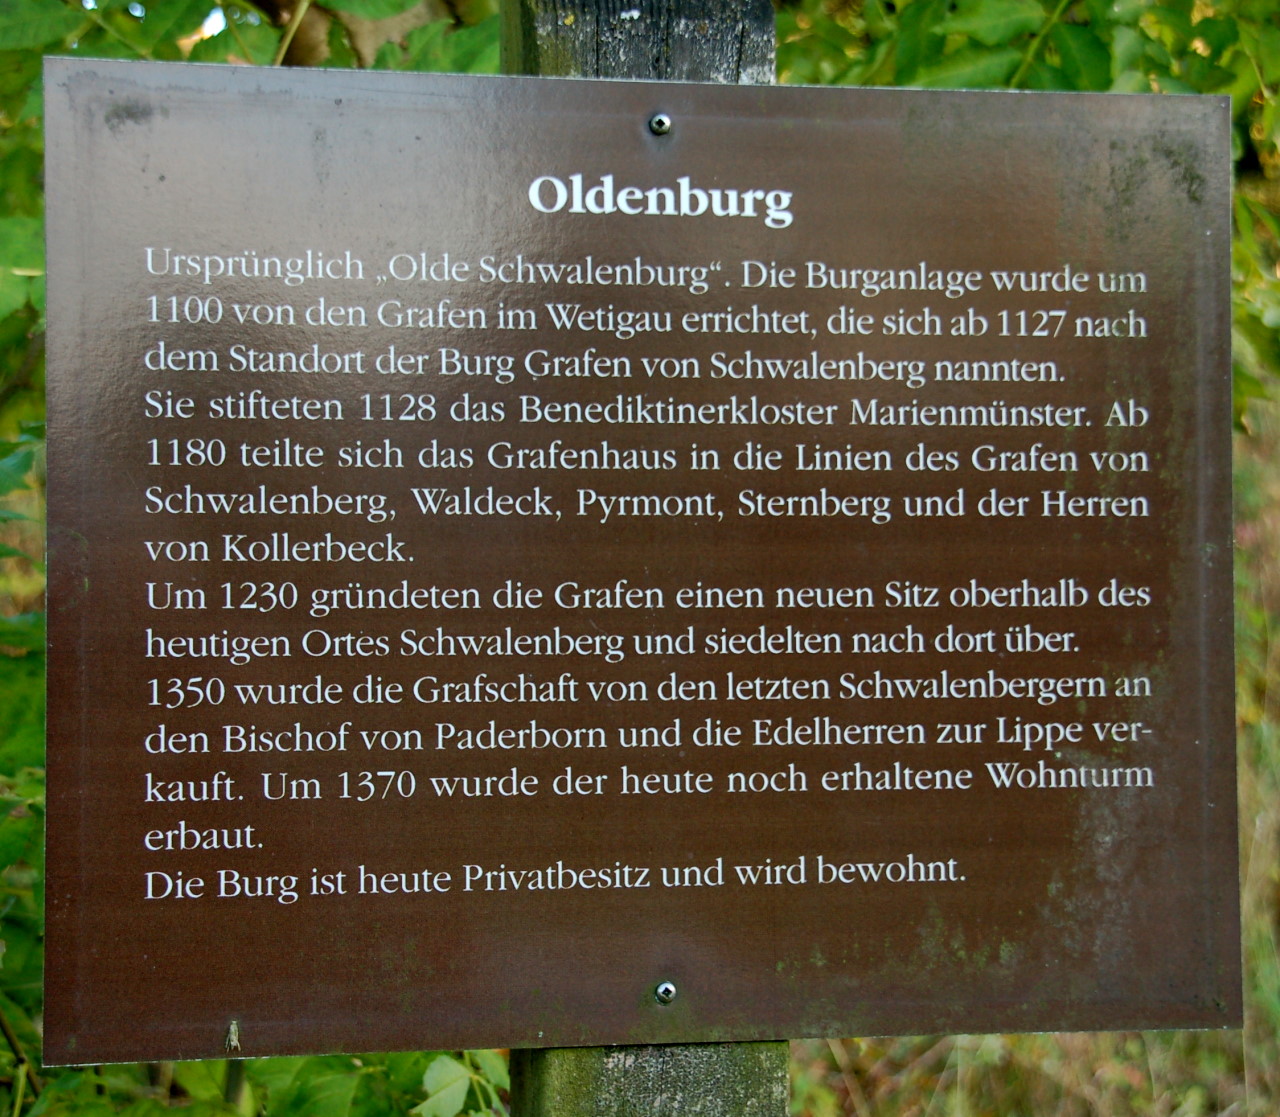 Oldenburg
Ursprünglich „Olde Schwalenburg“. Die Burganlage wurde um
1100 von den Grafen im Wetigau errichtet, die sich ab 1127 nach
dem Standort der Burg Grafen von Schwalenberg nannten.
Sie stifteten 1128 das Benediktinerkloster Marienmünster. Ab
1180 teilte sich das Grafenhaus in die Linien des Grafen von
Schwalenberg, Waldeck, Pyrmont, Sternberg und der Herren
von Kollerbeck.
Um 1230 gründeten die Grafen einen neuen Sitz oberhalb des
heutigen Ortes Schwalenberg und siedelten nach dort über.
1350 wurde die Grafschaft von den letzten Schwalenbergern an
den Bischof von Paderborn und die Edelherren zur Lippe ver-
kauft. Um 1370 wurde der heute noch erhaltene Wohnturm
erbaut.
Die Burg ist heute Privatbesitz und wird bewohnt.